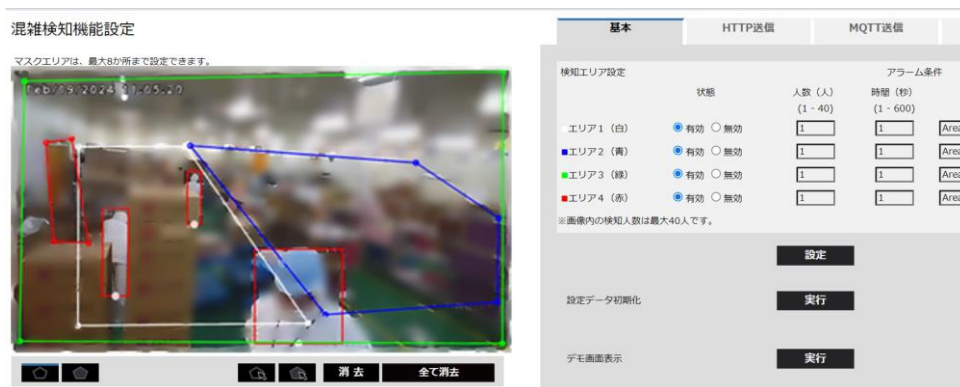 混雑検知機能設定
マスクエリアは、最大8か所まで設定できます。
Feb/19/2024 11:05:20
消 去
全て消去
基本
HTTP送信
MQTT送信
検知エリア設定
アラーム条件
状態
人数（人）
時間（秒）
(1 - 40)
(1 - 600)
エリア1（白） 有効 無効 1 1 Area
エリア2（青） 有効 無効 1 1 Area
エリア3（緑） 有効 無効 1 1 Area
エリア4（赤） 有効 無効 1 1 Area
※画像内の検知人数は最大40人です。
設定
設定データ初期化
実行
デモ画面表示
実行